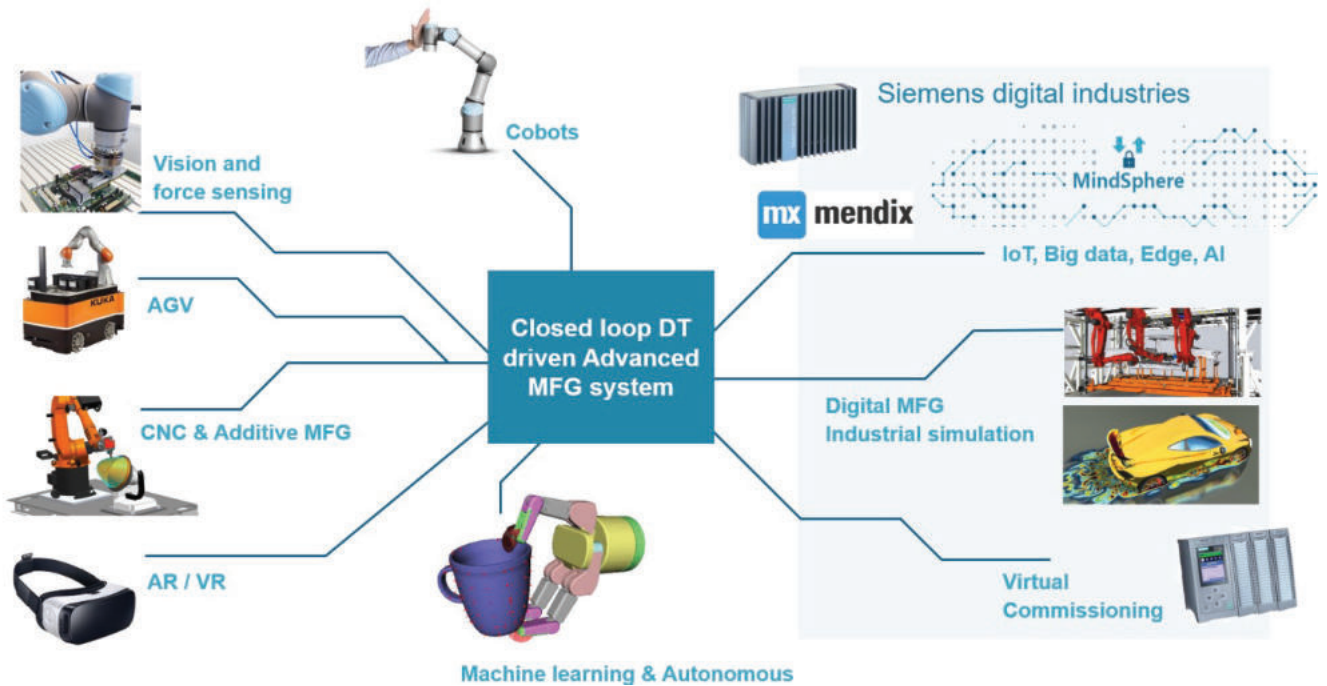 Cobots
Siemens digital industries
Vision and
force sensing
MindSphere
mx mendix
IoT, Big data, Edge, AI
KUKA
AGV
Closed loop DT
driven Advanced
MFG system
Digital MFG
Industrial simulation
CNC & Additive MFG
AR / VR
Virtual
Commissioning
Machine learning & Autonomous